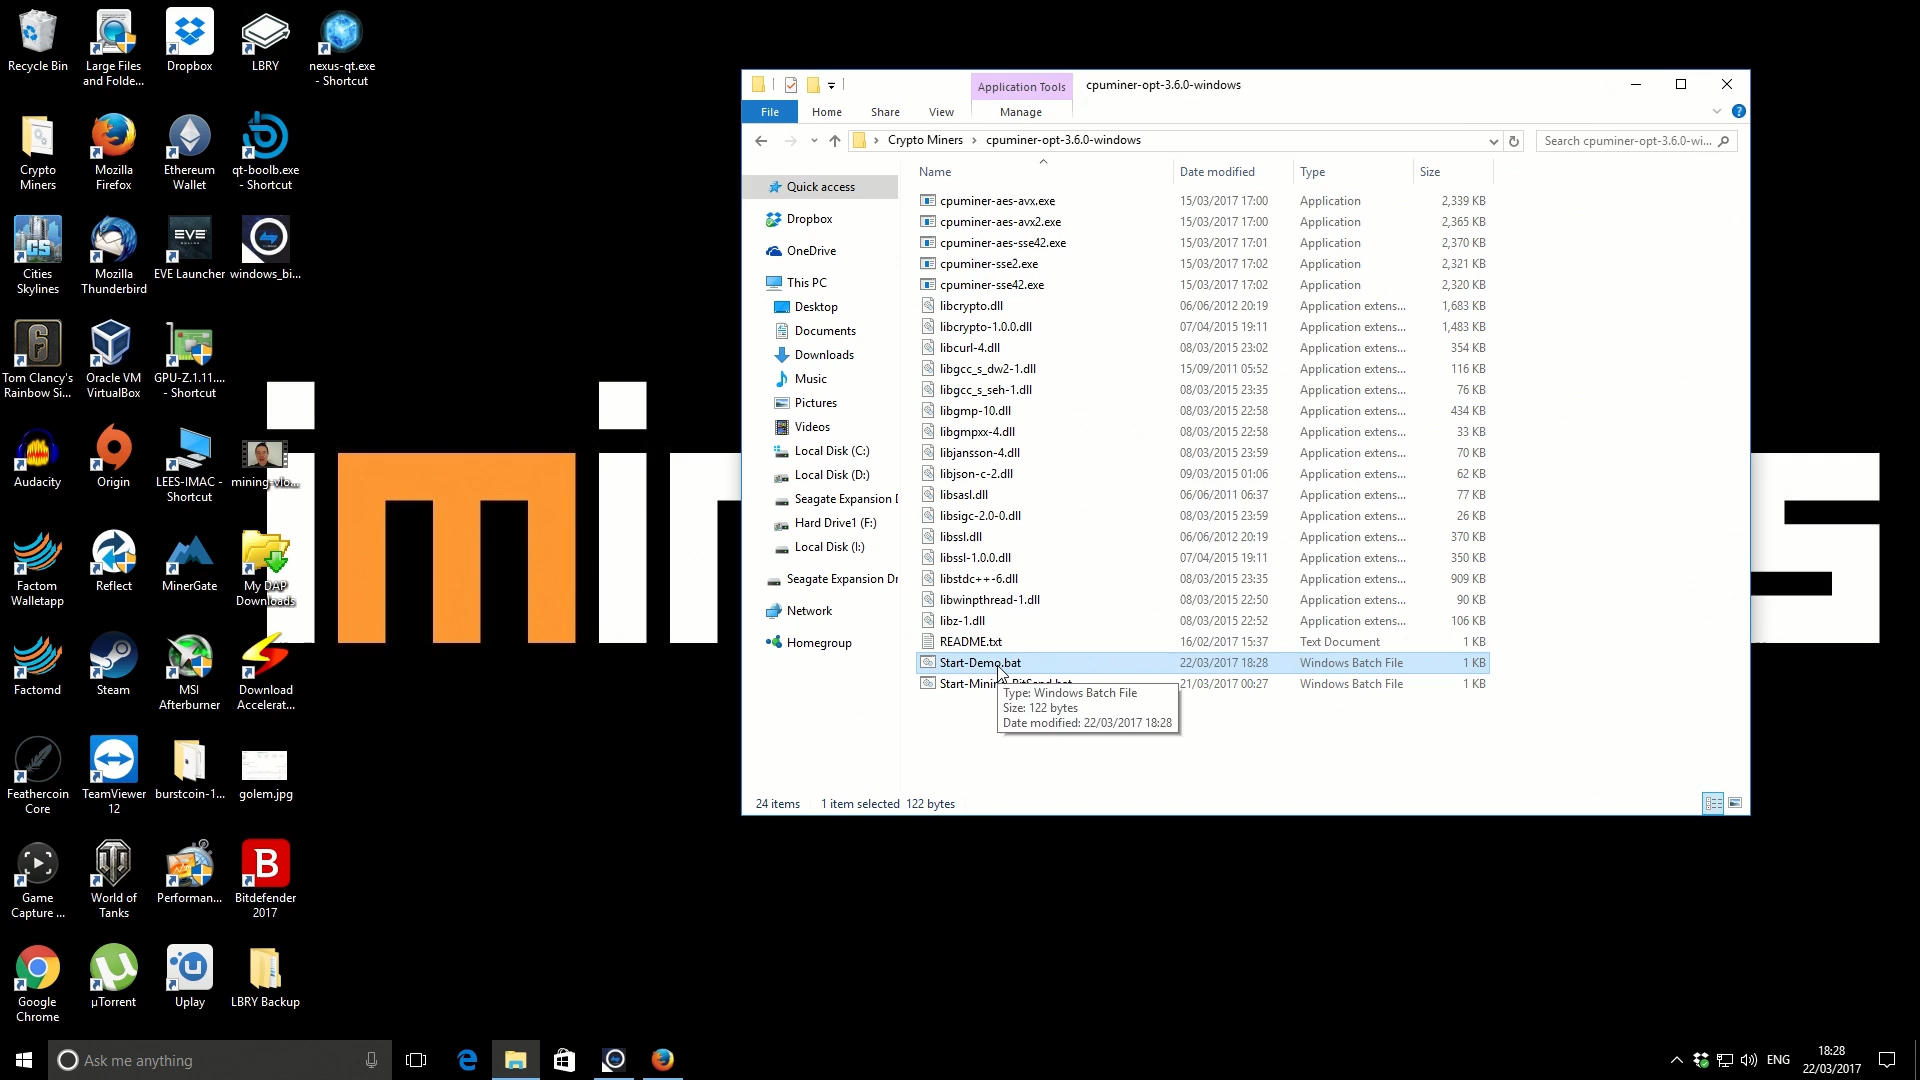 Recycle Bin
Large Files
and Folde...
Dropbox
LBRY
nexus-qt.exe
- Shortcut
Crypto
Miners
Mozilla
Firefox
Ethereum
Wallet
qt-boolb.exe
- Shortcut
Cities
Skylines
Mozilla
Thunderbird
EVE
EVE Launcher
windows_bi...
Tom Clancy's
Rainbow Si...
Oracle VM
VirtualBox
GPU-Z.1.11....
- Shortcut
Audacity
Origin
LEES-IMAC -
Shortcut
mining-vlo...
Factom
Walletapp
Reflect
MinerGate
My DAP
Downloads
Factomd
Steam
MSI
Afterburner
Download
Accelerat...
Feathercoin
Core
TeamViewer
12
burstcoin-1...
golem.jpg
Game
Capture ...
World of
Tanks
Performan...
Bitdefender
2017
Google
Chrome
µTorrent
Uplay
LBRY Backup
Application Tools
cpuminer-opt-3.6.0-windows
File
Home
Share
View
Manage
Crypto Miners
cpuminer-opt-3.6.0-windows
Search cpuminer-opt-3.6.0-wi...
Quick access
Dropbox
OneDrive
This PC
Desktop
Documents
Downloads
Music
Pictures
Videos
Local Disk (C:)
Local Disk (D:)
Seagate Expansion D
Hard Drive1 (F:)
Local Disk (I:)
Seagate Expansion Dr
Network
Homegroup
Name Date modified Type Size
cpuminer-aes-avx.exe 15/03/2017 17:00 Application 2,339 KB
cpuminer-aes-avx2.exe 15/03/2017 17:00 Application 2,365 KB
cpuminer-aes-sse42.exe 15/03/2017 17:01 Application 2,370 KB
cpuminer-sse2.exe 15/03/2017 17:02 Application 2,321 KB
cpuminer-sse42.exe 15/03/2017 17:02 Application 2,320 KB
libcrypto.dll 06/06/2012 20:19 Application extens... 1,683 KB
libcrypto-1.0.0.dll 07/04/2015 19:11 Application extens... 1,483 KB
libcurl-4.dll 08/03/2015 23:02 Application extens... 354 KB
libgcc_s_dw2-1.dll 15/09/2011 05:52 Application extens... 116 KB
libgcc_s_seh-1.dll 08/03/2015 23:35 Application extens... 76 KB
libgmp-10.dll 08/03/2015 22:58 Application extens... 434 KB
libgmpxx-4.dll 08/03/2015 22:58 Application extens... 33 KB
libjansson-4.dll 08/03/2015 23:59 Application extens... 70 KB
libjson-c-2.dll 09/03/2015 01:06 Application extens... 62 KB
libsasl.dll 06/06/2011 06:37 Application extens... 77 KB
libsigc-2.0-0.dll 08/03/2015 23:59 Application extens... 26 KB
libssl.dll 06/06/2012 20:19 Application extens... 370 KB
libssl-1.0.0.dll 07/04/2015 19:11 Application extens... 350 KB
libstdc++-6.dll 08/03/2015 23:35 Application extens... 909 KB
libwinpthread-1.dll 08/03/2015 22:50 Application extens... 90 KB
libz-1.dll 08/03/2015 22:52 Application extens... 106 KB
README.txt 16/02/2017 15:37 Text Document 1 KB
Start-Demo.bat 22/03/2017 18:28 Windows Batch File 1 KB
21/03/2017 00:27 Windows Batch File 1 KB
Type: Windows Batch File
Size: 122 bytes
Date modified: 22/03/2017 18:28
24 items 1 item selected 122 bytes
Ask me anything
ENG
18:28
22/03/2017